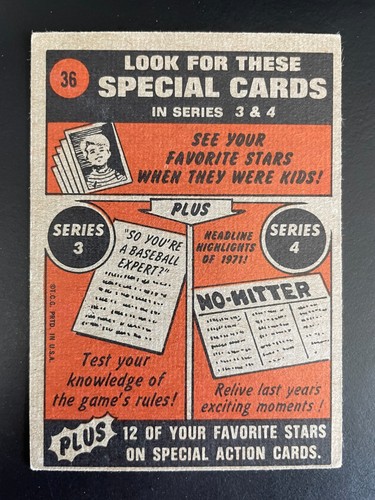 36
LOOK FOR THESE
SPECIAL CARDS
IN SERIES 3 & 4
SEE YOUR
FAVORITE STARS
WHEN THEY WERE KIDS!
PLUS
SERIES
3
"SO YOU'RE
A BASEBALL
EXPERT?"
HEADLINE
HIGHLIGHTS
OF 1971!
SERIES
4
NO-HITTER
©T.C.G. PRTD. IN U.S.A.
Test your
knowledge of
the game's rules!
Relive last years
exciting moments!
PLUS
12 OF YOUR FAVORITE STARS
ON SPECIAL ACTION CARDS.